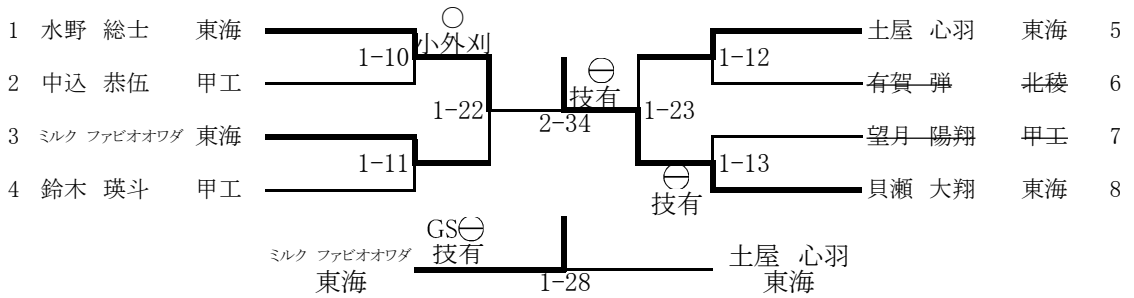 1 水野 総士 東海
○
小外刈
1-10
2 中込 恭伍 甲工
1-22
3 ミルク ファビオオワダ 東海
1-11
4 鈴木 瑛斗 甲工
技有
2-34
土屋 心羽 東海 5
1-12
有賀 弾 北稜 6
1-23
望月 陽翔 甲工 7
1-13
貝瀬 大翔 東海 8
技有
GS
技有
ミルク ファビオオワダ
東海
1-28
土屋 心羽
東海